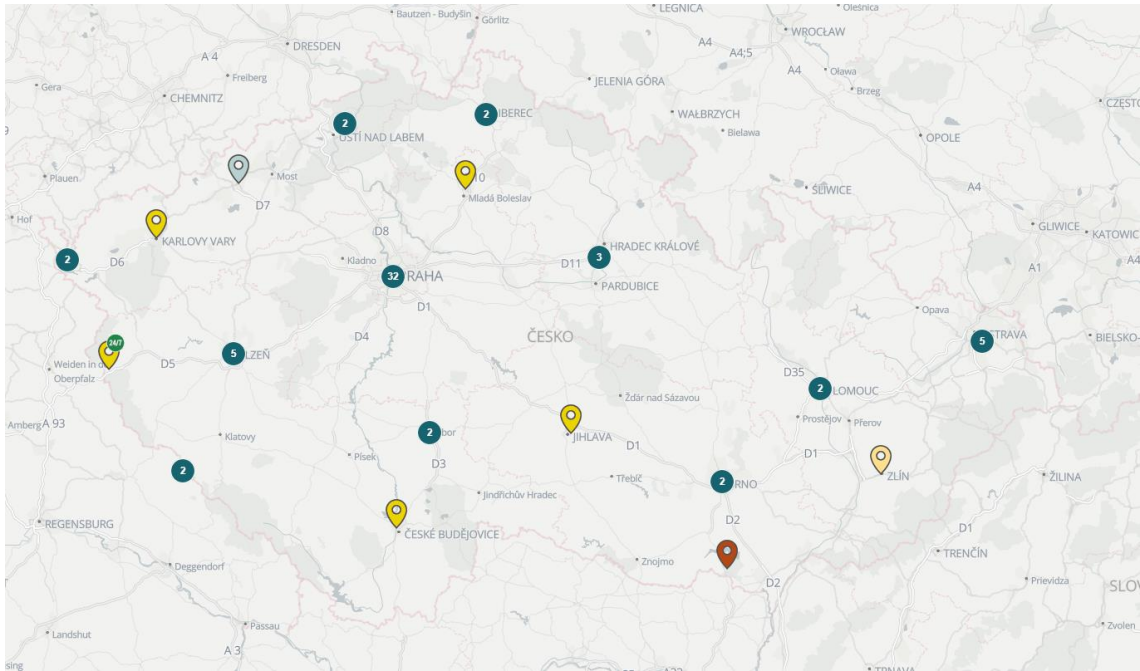 LEGNICA
Oleśnica
Bautzen - Budyšin
Görlitz
WROCŁAW
DRESDEN
A 4
A4
A4;5
A4
Oława
Freiberg
JELENIA GÓRA
Gera
Brzeg
CHEMNITZ
CZĘSTO
2
2
IBEREC
WAŁBRZYCH
ÚSTÍ NAD LABEM
Bielawa
OPOLE
Most
10
Plauen
A4
Mladá Boleslav
ŚLIWICE
D7
Hof
GLIWICE
D8
KATOWIC
KARLOVY VARY
HRADEC KRÁLOVÉ
2
D6
Kladno
3
D11
A4
A1
32
RAHA
PARDUBICE
D1
Opava
ČESKO
D4
5
STRAVA
BIELSKO-
24/7
5
LZEŇ
D5
Weiden in d
Oberpfalz
D35
2
LOMOUC
Žďár nad Sázavou
Amberg
A 93
Prostějov
Přerov
Klatovy
2
bor
JIHLAVA
D1
Písek
D1
2
D3
Třebíč
2
RNO
ZLÍN
ŽILINA
Jindřichův Hradec
D2
REGENSBURG
ČESKÉ BUDĚJOVICE
D1
TRENČÍN
Deggendorf
Znojmo
D2
Prievidza
SLOV
Passau
Landshut
Zvolen
A 3
sing
TRNAVA